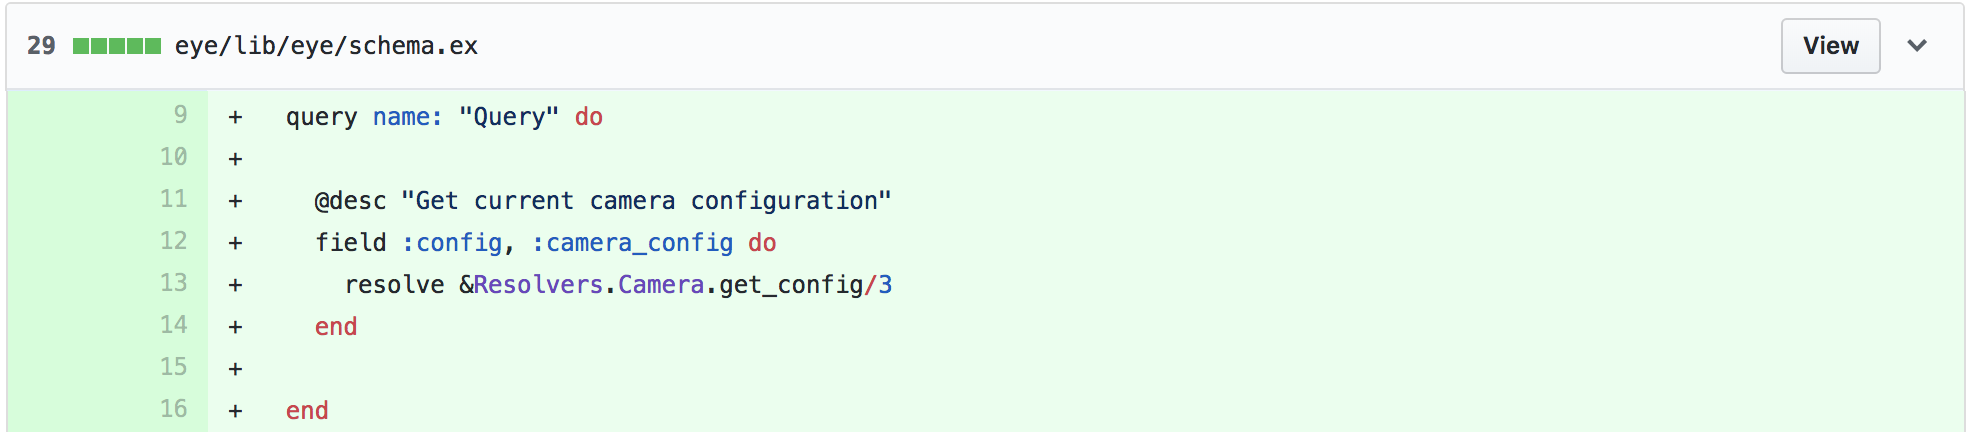 29 eye/lib/eye/schema.ex View
9 + query name: "Query" do
10 +
11 + @desc "Get current camera configuration"
12 + field :config, :camera_config do
13 + resolve &Resolvers.Camera.get_config/3
14 + end
15 +
16 + end